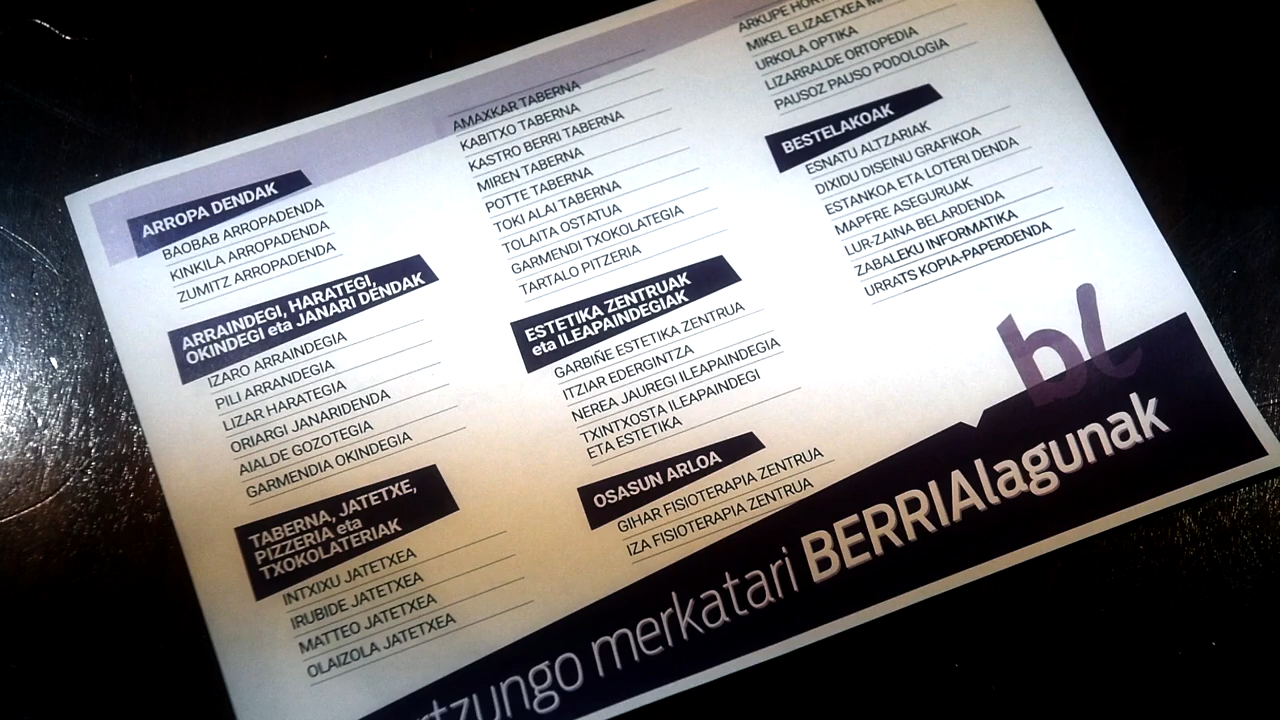 ARROPA DENDAK
BAOBAB ARROPADENDA
KINKILA ARROPADENDA
ZUMITZ ARROPADENDA
ARRAINDEGI, HARATEGI,
OKINDEGI eta JANARI DENDAK
IZARO ARRAINDEGIA
PILI ARRANDEGIA
LIZAR HARATEGIA
ORIARGI JANARIDENDA
AIALDE GOZOTEGIA
GARMENDIA OKINDEGIA
TABERNA, JATETXE,
PIZZERIA eta
TXOKOLATERIAK
INTXIXU JATETXEA
IRUBIDE JATETXEA
MATTEO JATETXEA
OLAIZOLA JATETXEA
AMAXKAR TABERNA
KABITXO TABERNA
KASTRO BERRI TABERNA
MIREN TABERNA
POTTE TABERNA
TOKI ALAI TABERNA
TOLAITA OSTATUA
GARMENDI TXOKOLATEGIA
TARTALO PITZERIA
ESTETIKA ZENTRUAK
eta ILEAPAINDEGIAK
GARBIÑE ESTETIKA ZENTRUA
ITZIAR EDERGINTZA
NEREA JAUREGI ILEAPAINDEGIA
TXINTXOSTA ILEAPAINDEGI
ETA ESTETIKA
OSASUN ARLOA
GIHAR FISIOTERAPIA ZENTRUA
IZA FISIOTERAPIA ZENTRUA
ARKUPE
MIKEL ELIZAETXEA
URKOLA OPTIKA
LIZARRALDE ORTOPEDIA
PAUSOZ PAUSO PODOLOGIA
BESTELAKOAK
ESNATU ALTZARIAK
DIXIDU DISEINU GRAFIKOA
ESTANKOA ETA LOTERI DENDA
MAPFRE ASEGURUAK
LUR-ZAINA BELARDENDA
ZABALEKU INFORMATIKA
URRATS KOPIA-PAPERDENDA
bl
merkatari BERRIAlagunak